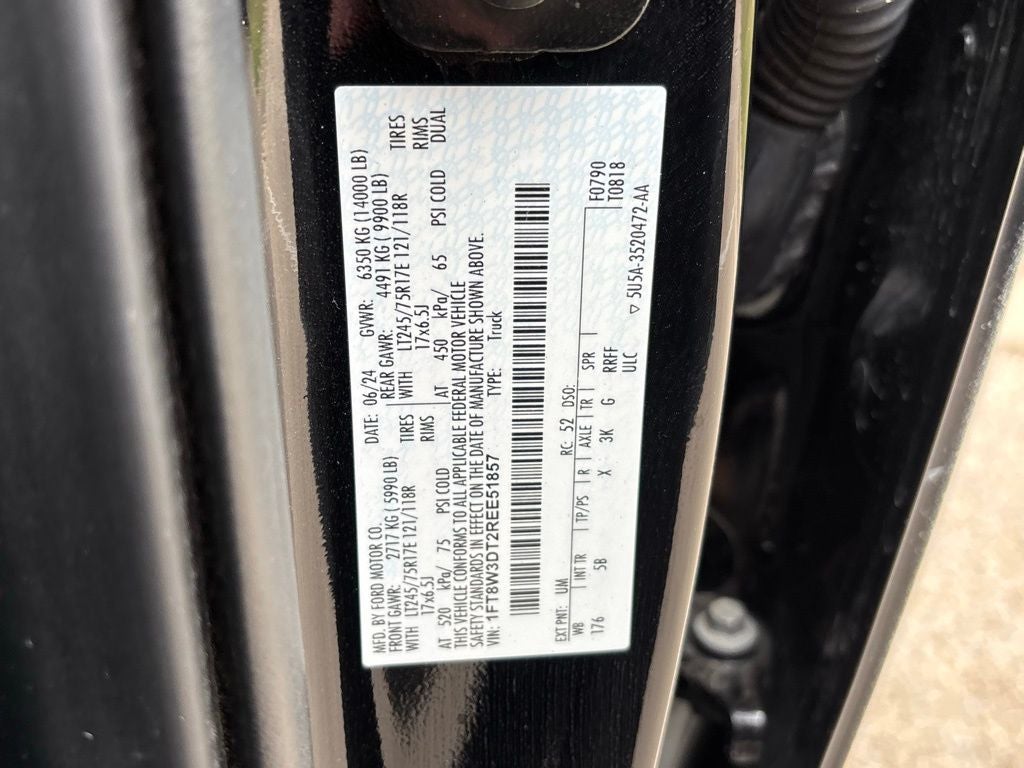 MFD. BY FORD MOTOR CO. DATE: 06/24 GVWR: 6350 KG (14000 LB)
FRONT GAWR: 2717 KG ( 5990 LB) REAR GAWR: 4491 KG ( 9900 LB)
WITH LT245/75R17E 121/118R TIRES WITH LT245/75R17E 121/118R TIRES
17x6.5J RIMS 17x6.5J RIMS
AT 520 kPa/ 75 PSI COLD AT 450 kPa/ 65 PSI COLD DUAL
THIS VEHICLE CONFORMS TO ALL APPLICABLE FEDERAL MOTOR VEHICLE
SAFETY STANDARDS IN EFFECT ON THE DATE OF MANUFACTURE SHOWN ABOVE.
VIN: 1FT8W3DT2REE51857 TYPE: Truck
EXT PNT: UM RC: 52 DSO:
WB INT TR TP/PS R AXLE TR SPR F0790
176 5B X 3K G RRFF T0818
ULC
▽ 5U5A-3520472-AA